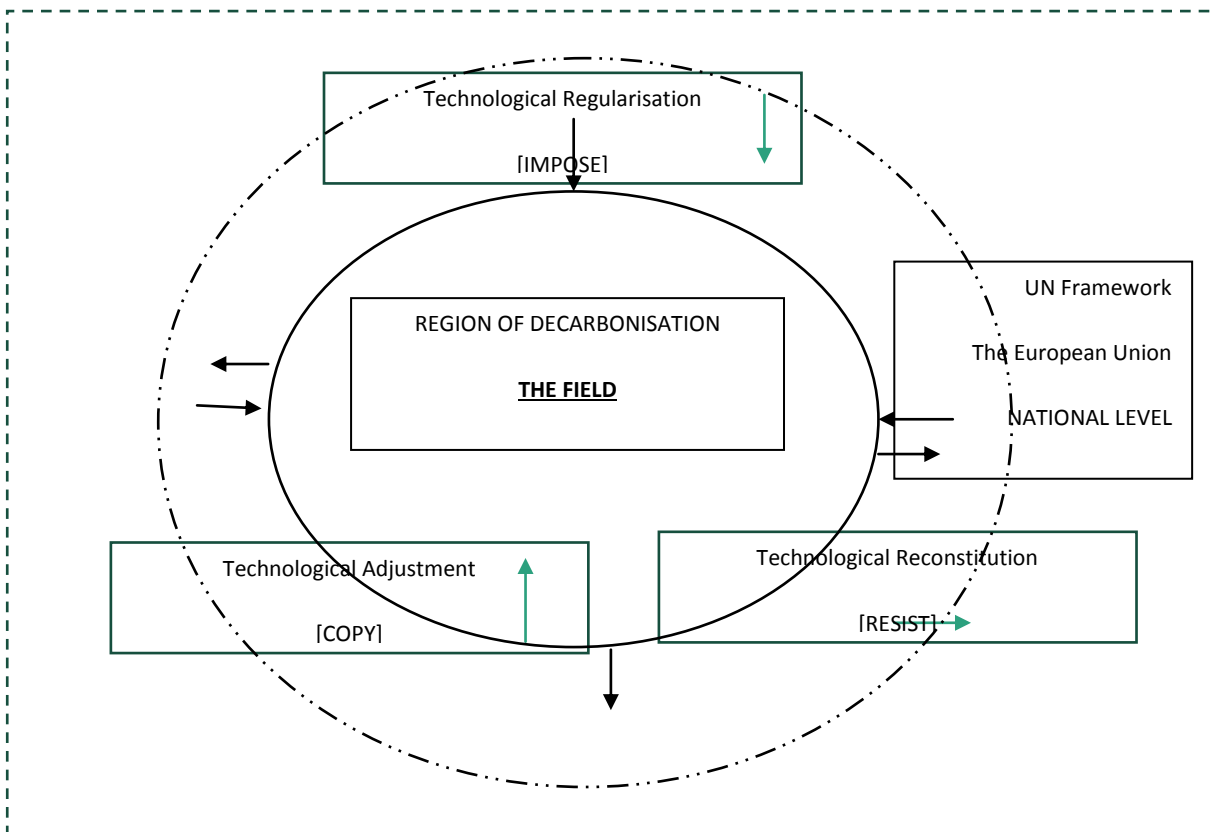 Technological Regularisation
[IMPOSE]
UN Framework
The European Union
NATIONAL LEVEL
REGION OF DECARBONISATION
THE FIELD
Technological Adjustment
[COPY]
Technological Reconstitution
[RESIST]